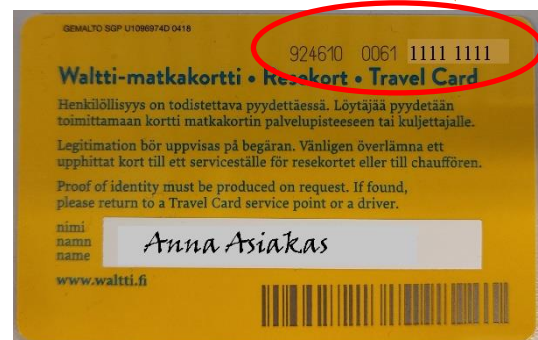 GEMALTO SGP U1096974D 0418
924610 0061 1111 1111
Waltti-matkakortti • Resekort • Travel Card
Henkilöllisyys on todistettava pyydettäessä. Löytäjää pyydetään
toimittamaan kortti matkakortin palvelupisteeseen tai kuljettajalle.
Legitimation bör uppvisas på begäran. Vänligen överlämna ett
upphittat kort till ett serviceställe för resekortet eller till chauffören.
Proof of identity must be produced on request. If found,
please return to a Travel Card service point or a driver.
nimi
namn
name
Anna Asiakas
www.waltti.fi